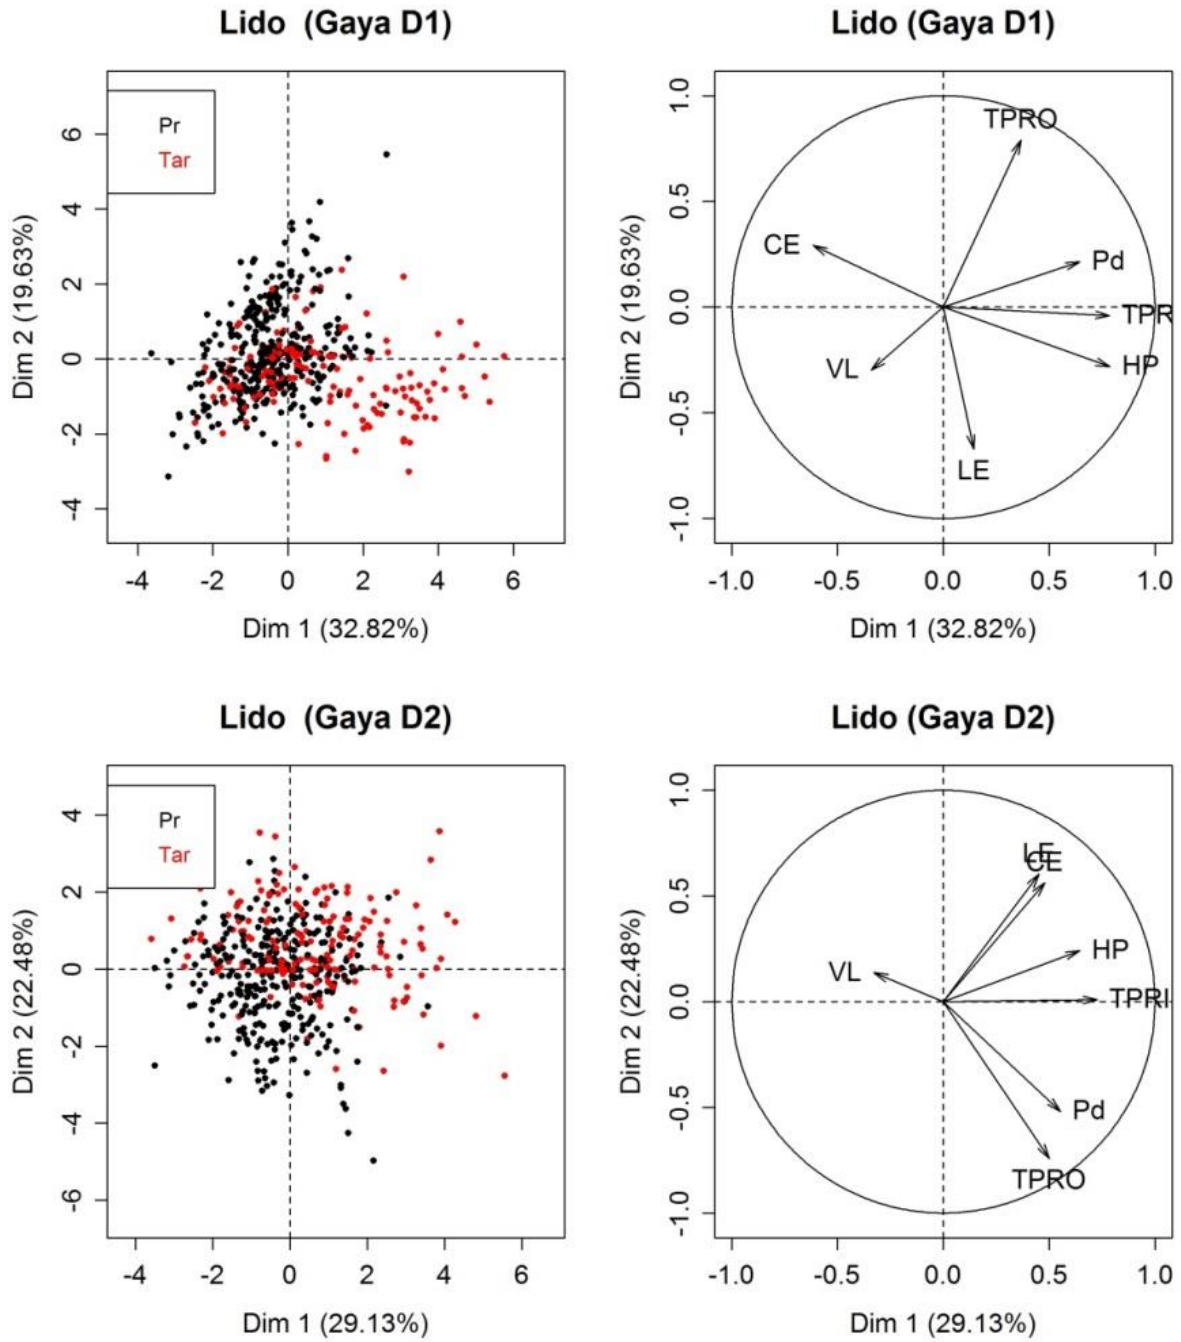 Lido (Gaya D1)
Pr
Tar
6
4
2
0
-2
-4
Dim 2 (19.63%)
-4 -2 0 2 4 6
Dim 1 (32.82%)
Lido (Gaya D1)
1.0
0.5
0.0
-0.5
-1.0
Dim 2 (19.63%)
TPRO
CE
Pd
TPR
HP
VL
LE
-1.0 -0.5 0.0 0.5 1.0
Dim 1 (32.82%)
Lido (Gaya D2)
Pr
Tar
4
2
0
-2
-4
-6
Dim 2 (22.48%)
-4 -2 0 2 4 6
Dim 1 (29.13%)
Lido (Gaya D2)
1.0
0.5
0.0
-0.5
-1.0
Dim 2 (22.48%)
LE
CE
HP
VL
TPRI
Pd
TPRO
-1.0 -0.5 0.0 0.5 1.0
Dim 1 (29.13%)